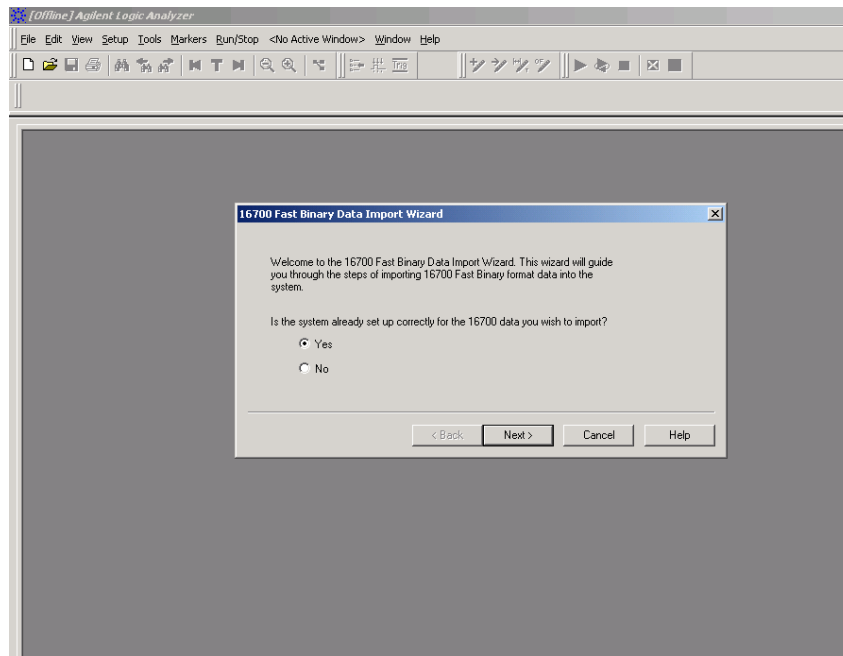 [Offline] Agilent Logic Analyzer
File Edit View Setup Tools Markers Run/Stop <No Active Window> Window Help
T
Trig
16700 Fast Binary Data Import Wizard
Welcome to the 16700 Fast Binary Data Import Wizard. This wizard will guide
you through the steps of importing 16700 Fast Binary format data into the
system.
Is the system already set up correctly for the 16700 data you wish to import?
Yes
No
< Back Next > Cancel Help